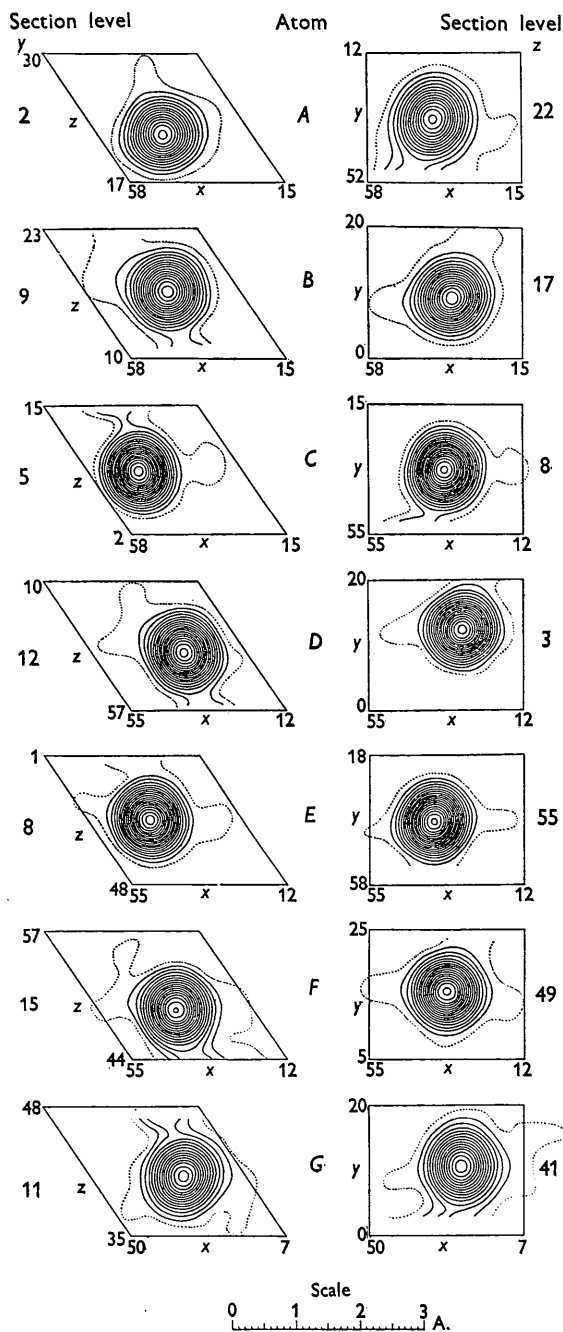 Section level Atom Section level
y z
30 12
2 z A y 22
17 52
58 x 15 58 x 15
23 20
9 z B y 17
10 0
58 x 15 58 x 15
15 15
5 z C y 8
2 58 x 15 55 55 x 12
10 20
12 z D y 3
57 0
55 x 12 55 x 12
1 18
8 z E y 55
48 55 x 12 58 55 x 12
57 25
15 z F y 49
44 55 x 12 5 55 x 12
48 20
11 z G y 41
35 0
50 x 7 50 x 7
Scale
0 1 2 3 A.